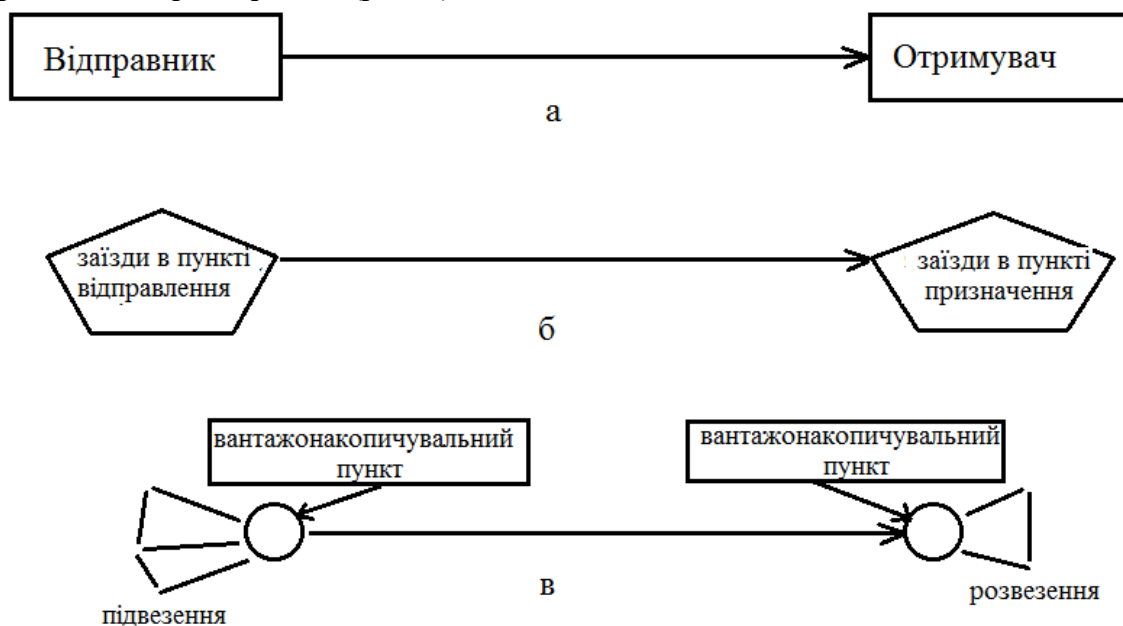 Відправник
Отримувач
а
заїзди в пункті
відправлення
заїзди в пункті
призначення
б
вантажонакопичувальний
пункт
вантажонакопичувальний
пункт
підвезення
в
розвезення